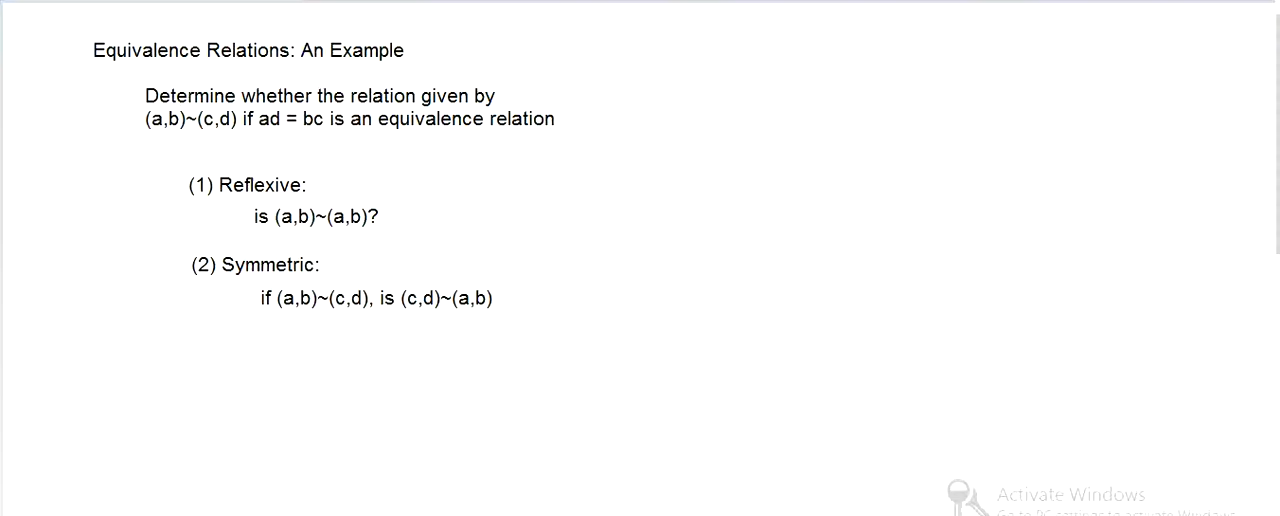 Equivalence Relations: An Example
Determine whether the relation given by
(a,b)~(c,d) if ad = bc is an equivalence relation
(1) Reflexive:
is (a,b)~(a,b)?
(2) Symmetric:
if (a,b)~(c,d), is (c,d)~(a,b)
Activate Windows